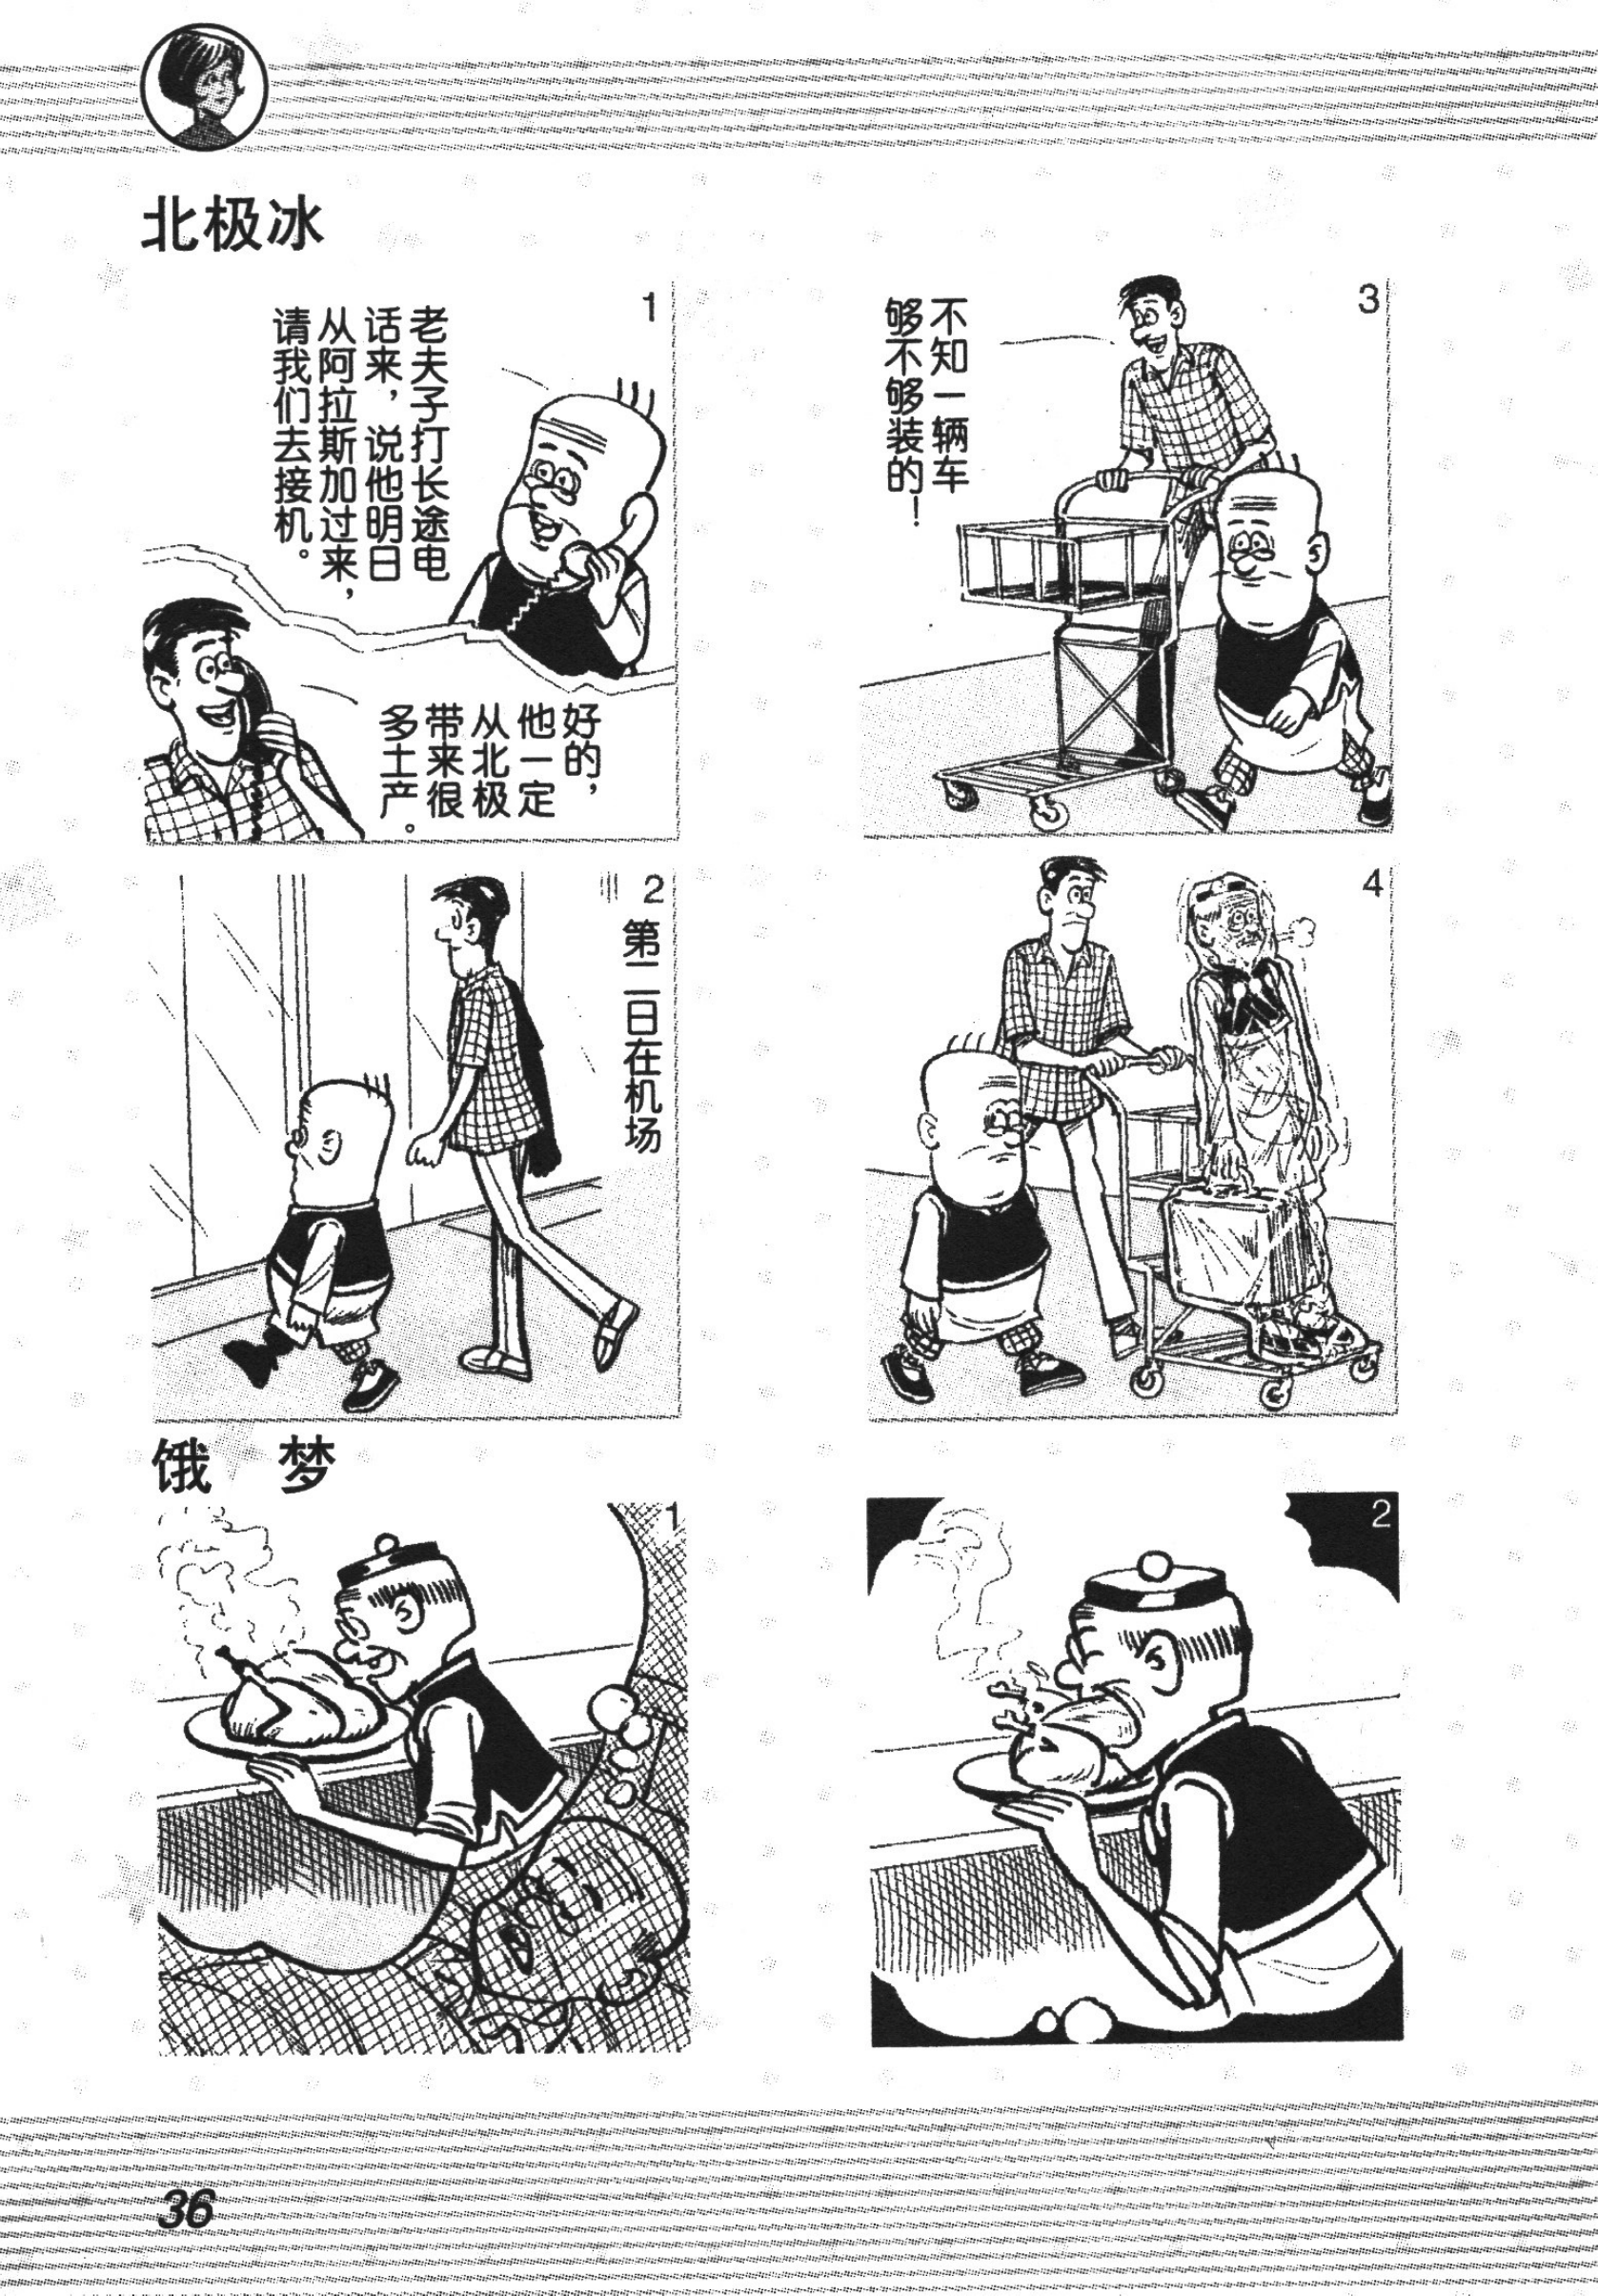 北极冰
1
老夫子打长途电
话来，说他明日
从阿拉斯加过来，
请我们去接机。
好的，
他一定
从北极
带来很
多土产。
2
第二日在机场
3
不知一辆车
够不够装的！
4
饿 梦
1
2
36